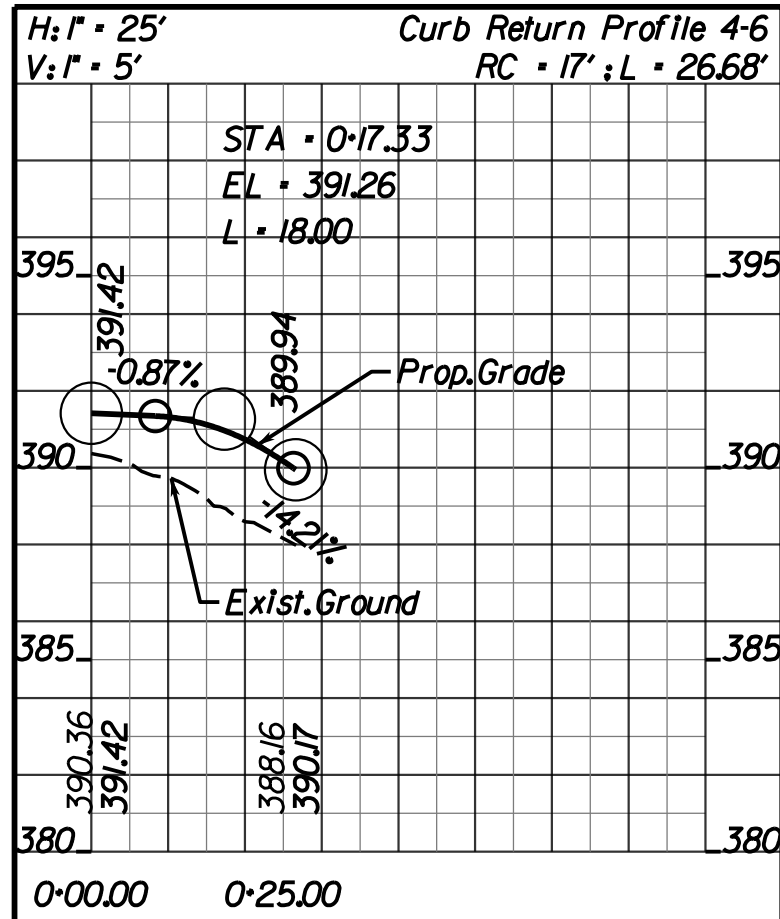 H: 1" = 25' Curb Return Profile 4-6
V: 1" = 5' RC = 17' ; L = 26.68'
STA = 0+17.33
EL = 391.26
L = 18.00
395 395
391.42
389.94
-0.87%
Prop. Grade
390 390
-14.21%
Exist. Ground
385 385
390.36
391.42
388.16
390.17
380 380
0+00.00 0+25.00